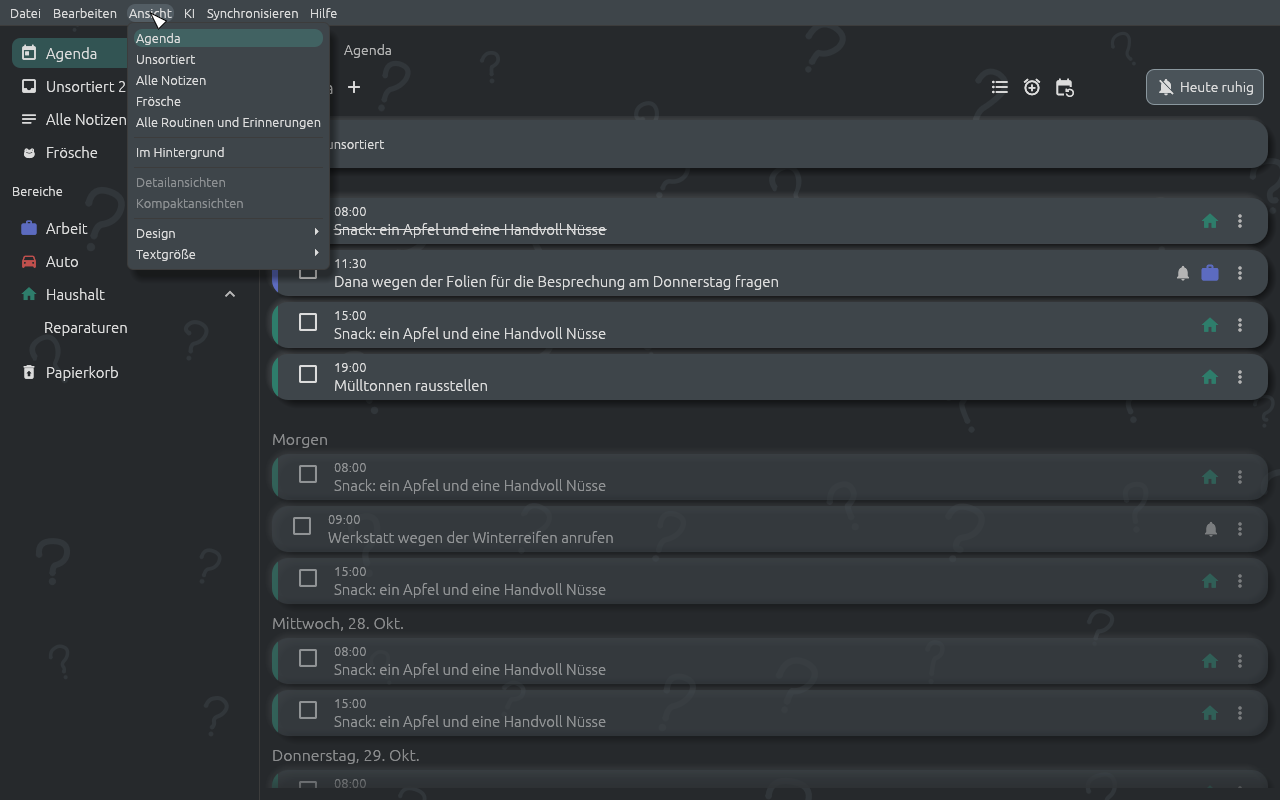 Datei Bearbeiten Ansicht KI Synchronisieren Hilfe
Agenda
Unsortiert 2
Alle Notizen
Frösche
Bereiche
Arbeit
Auto
Haushalt
Reparaturen
Papierkorb
Agenda
Unsortiert
Alle Notizen
Frösche
Alle Routinen und Erinnerungen
Im Hintergrund
Detailansichten
Kompaktansichten
Design
Textgröße
Agenda
Heute ruhig
unsortiert
08:00
Snack: ein Apfel und eine Handvoll Nüsse
11:30
Dana wegen der Folien für die Besprechung am Donnerstag fragen
15:00
Snack: ein Apfel und eine Handvoll Nüsse
19:00
Mülltonnen rausstellen
Morgen
08:00
Snack: ein Apfel und eine Handvoll Nüsse
09:00
Werkstatt wegen der Winterreifen anrufen
15:00
Snack: ein Apfel und eine Handvoll Nüsse
Mittwoch, 28. Okt.
08:00
Snack: ein Apfel und eine Handvoll Nüsse
15:00
Snack: ein Apfel und eine Handvoll Nüsse
Donnerstag, 29. Okt.
08:00